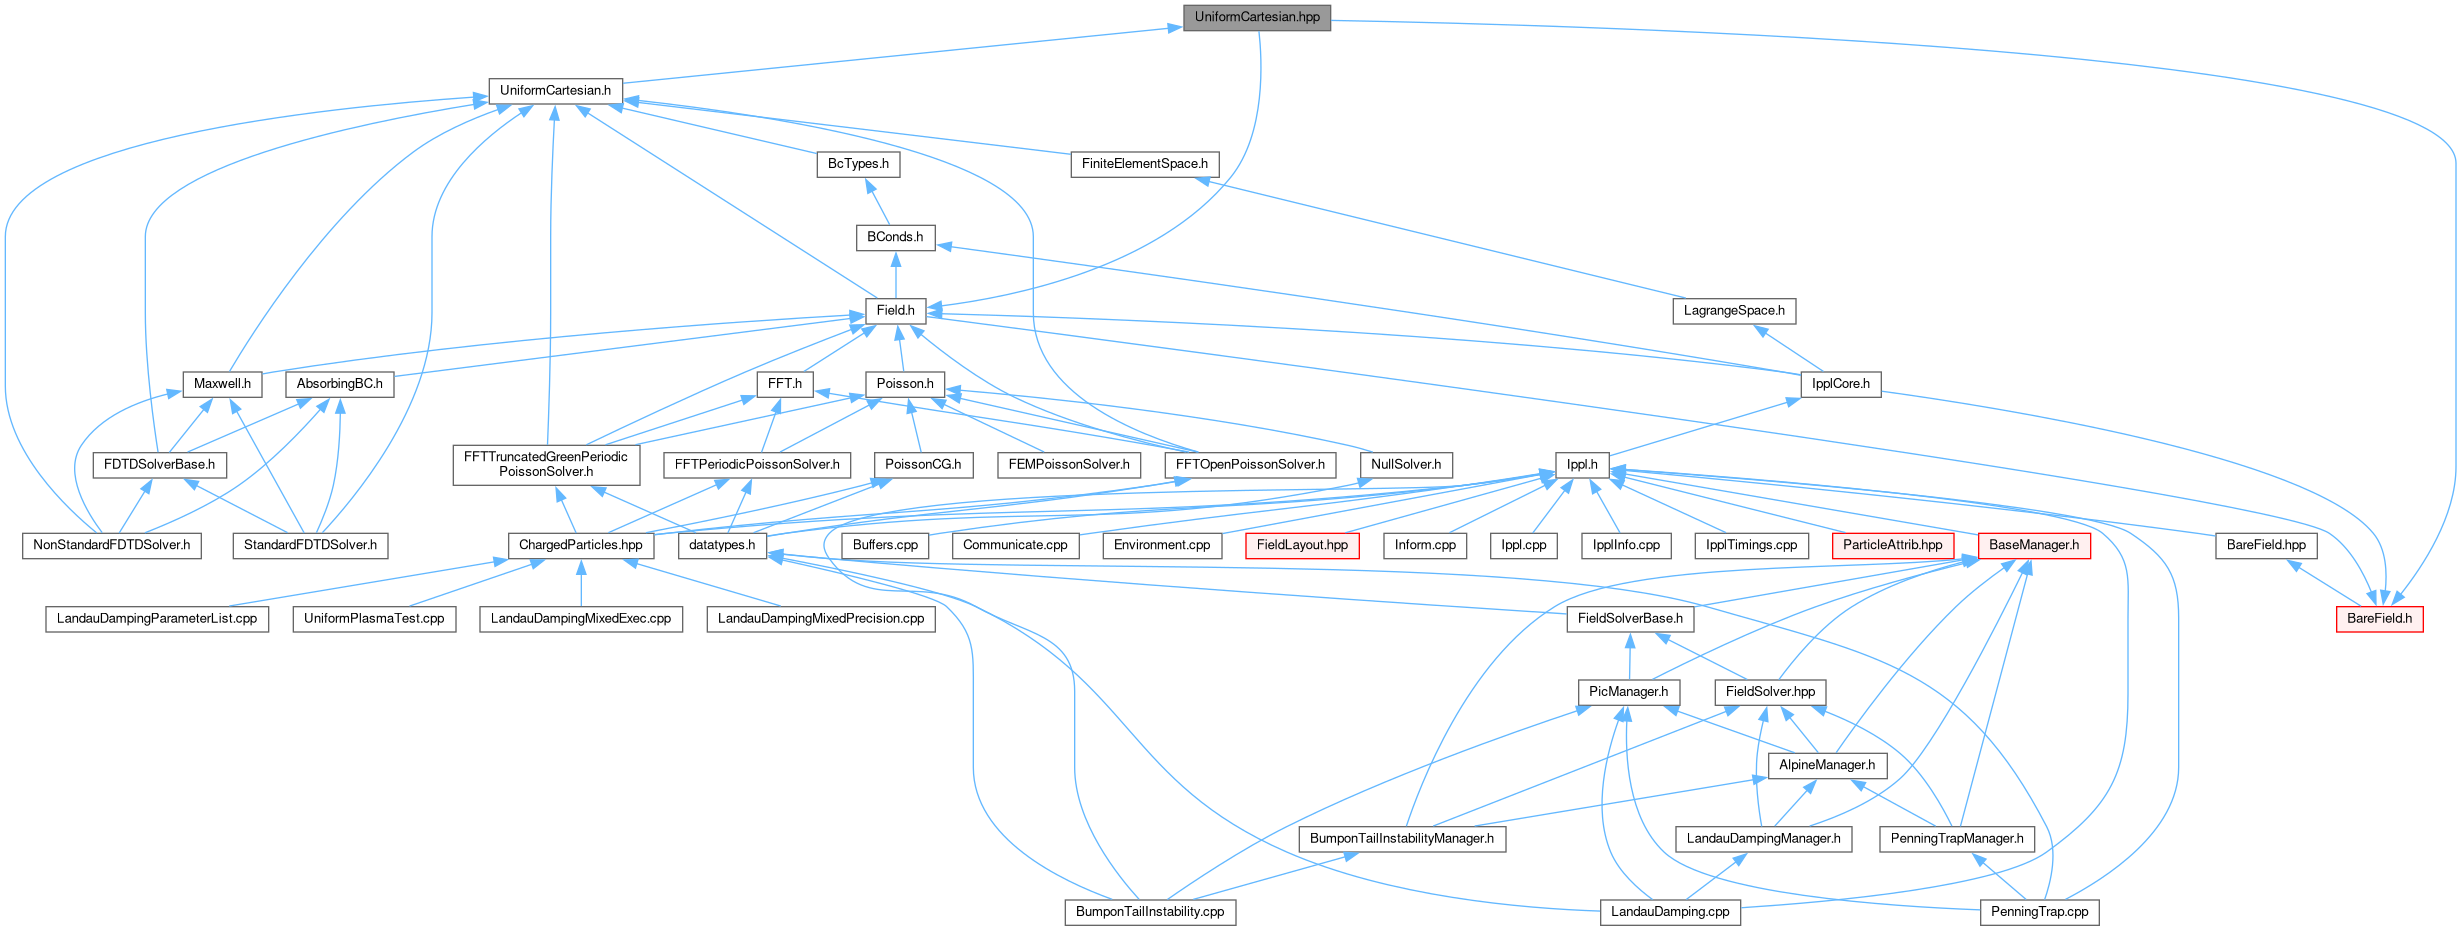 UniformCartesian.hpp
UniformCartesian.h
BcTypes.h
FiniteElementSpace.h
BConds.h
Field.h
LagrangeSpace.h
Maxwell.h
AbsorbingBC.h
FFT.h
Poisson.h
IpplCore.h
FDTDSolverBase.h
FFTTruncatedGreenPeriodic
PoissonSolver.h
FFTPeriodicPoissonSolver.h
PoissonCG.h
FEMPoissonSolver.h
FFTOpenPoissonSolver.h
NullSolver.h
Ippl.h
NonStandardFDTDSolver.h
StandardFDTDSolver.h
ChargedParticles.hpp
datatypes.h
Buffers.cpp
Communicate.cpp
Environment.cpp
FieldLayout.hpp
Inform.cpp
Ippl.cpp
IpplInfo.cpp
IpplTimings.cpp
ParticleAttrib.hpp
BaseManager.h
BareField.hpp
LandauDampingParameterList.cpp
UniformPlasmaTest.cpp
LandauDampingMixedExec.cpp
LandauDampingMixedPrecision.cpp
FieldSolverBase.h
BareField.h
PicManager.h
FieldSolver.hpp
AlpineManager.h
BumponTailInstabilityManager.h
LandauDampingManager.h
PenningTrapManager.h
BumponTailInstability.cpp
LandauDamping.cpp
PenningTrap.cpp